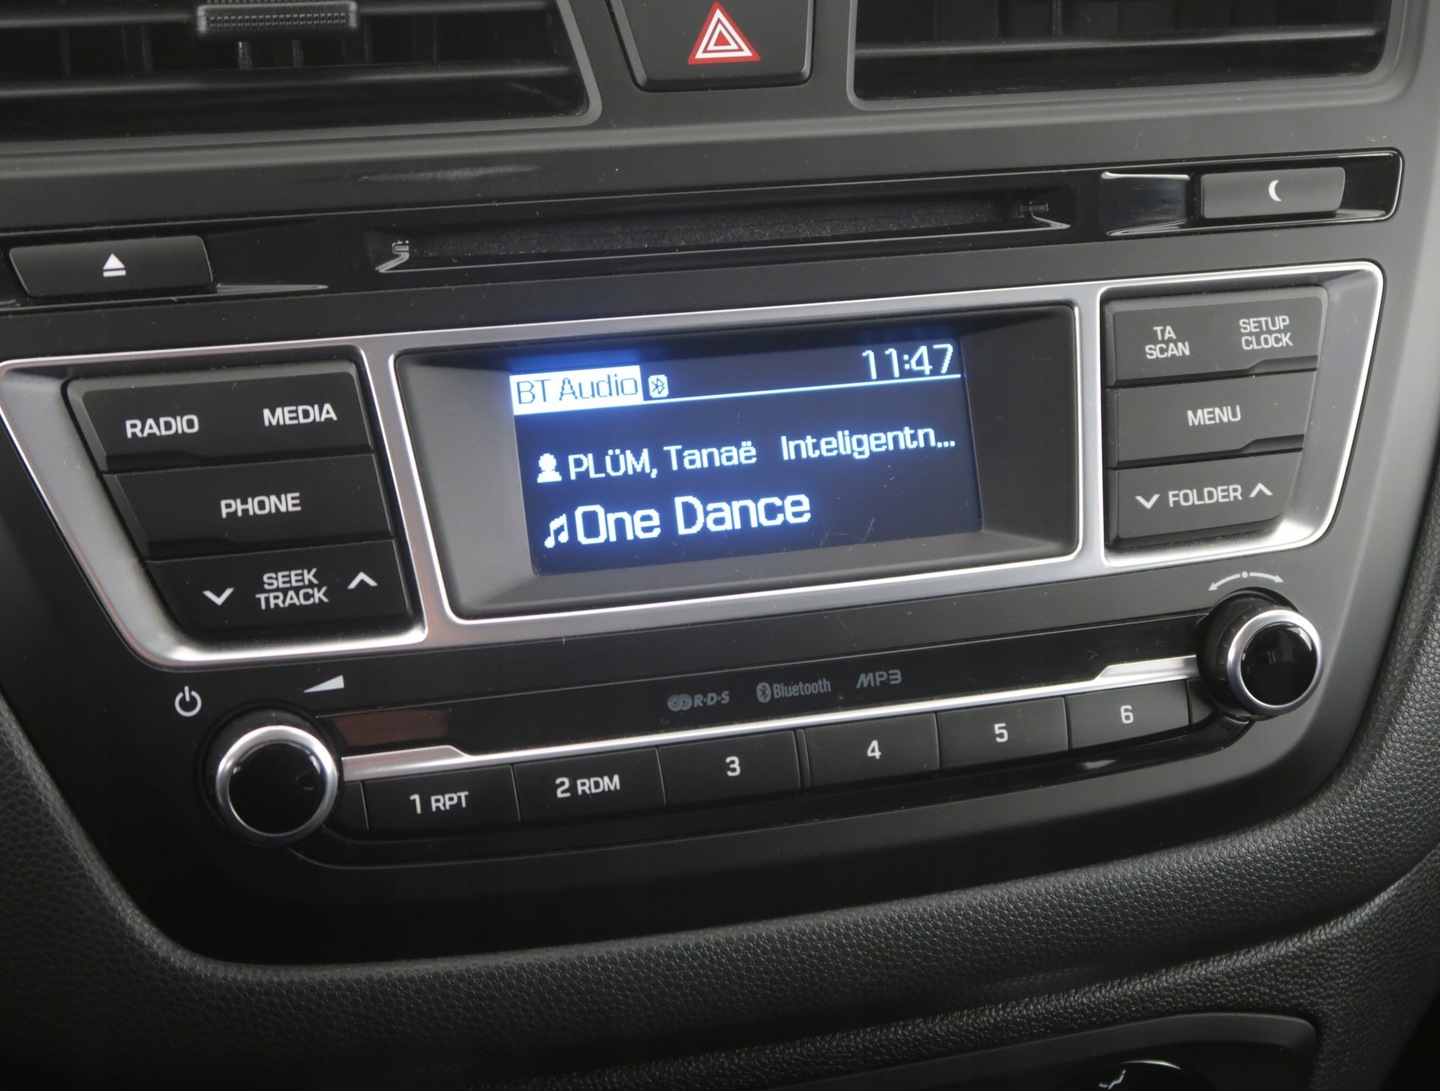 BT Audio 11:47
PLÜM, Tanaë Inteligentn...
One Dance
RADIO MEDIA
PHONE
SEEK
TRACK
TA
SCAN
SETUP
CLOCK
MENU
FOLDER
R·D·S Bluetooth MP3
1 RPT 2 RDM 3 4 5 6